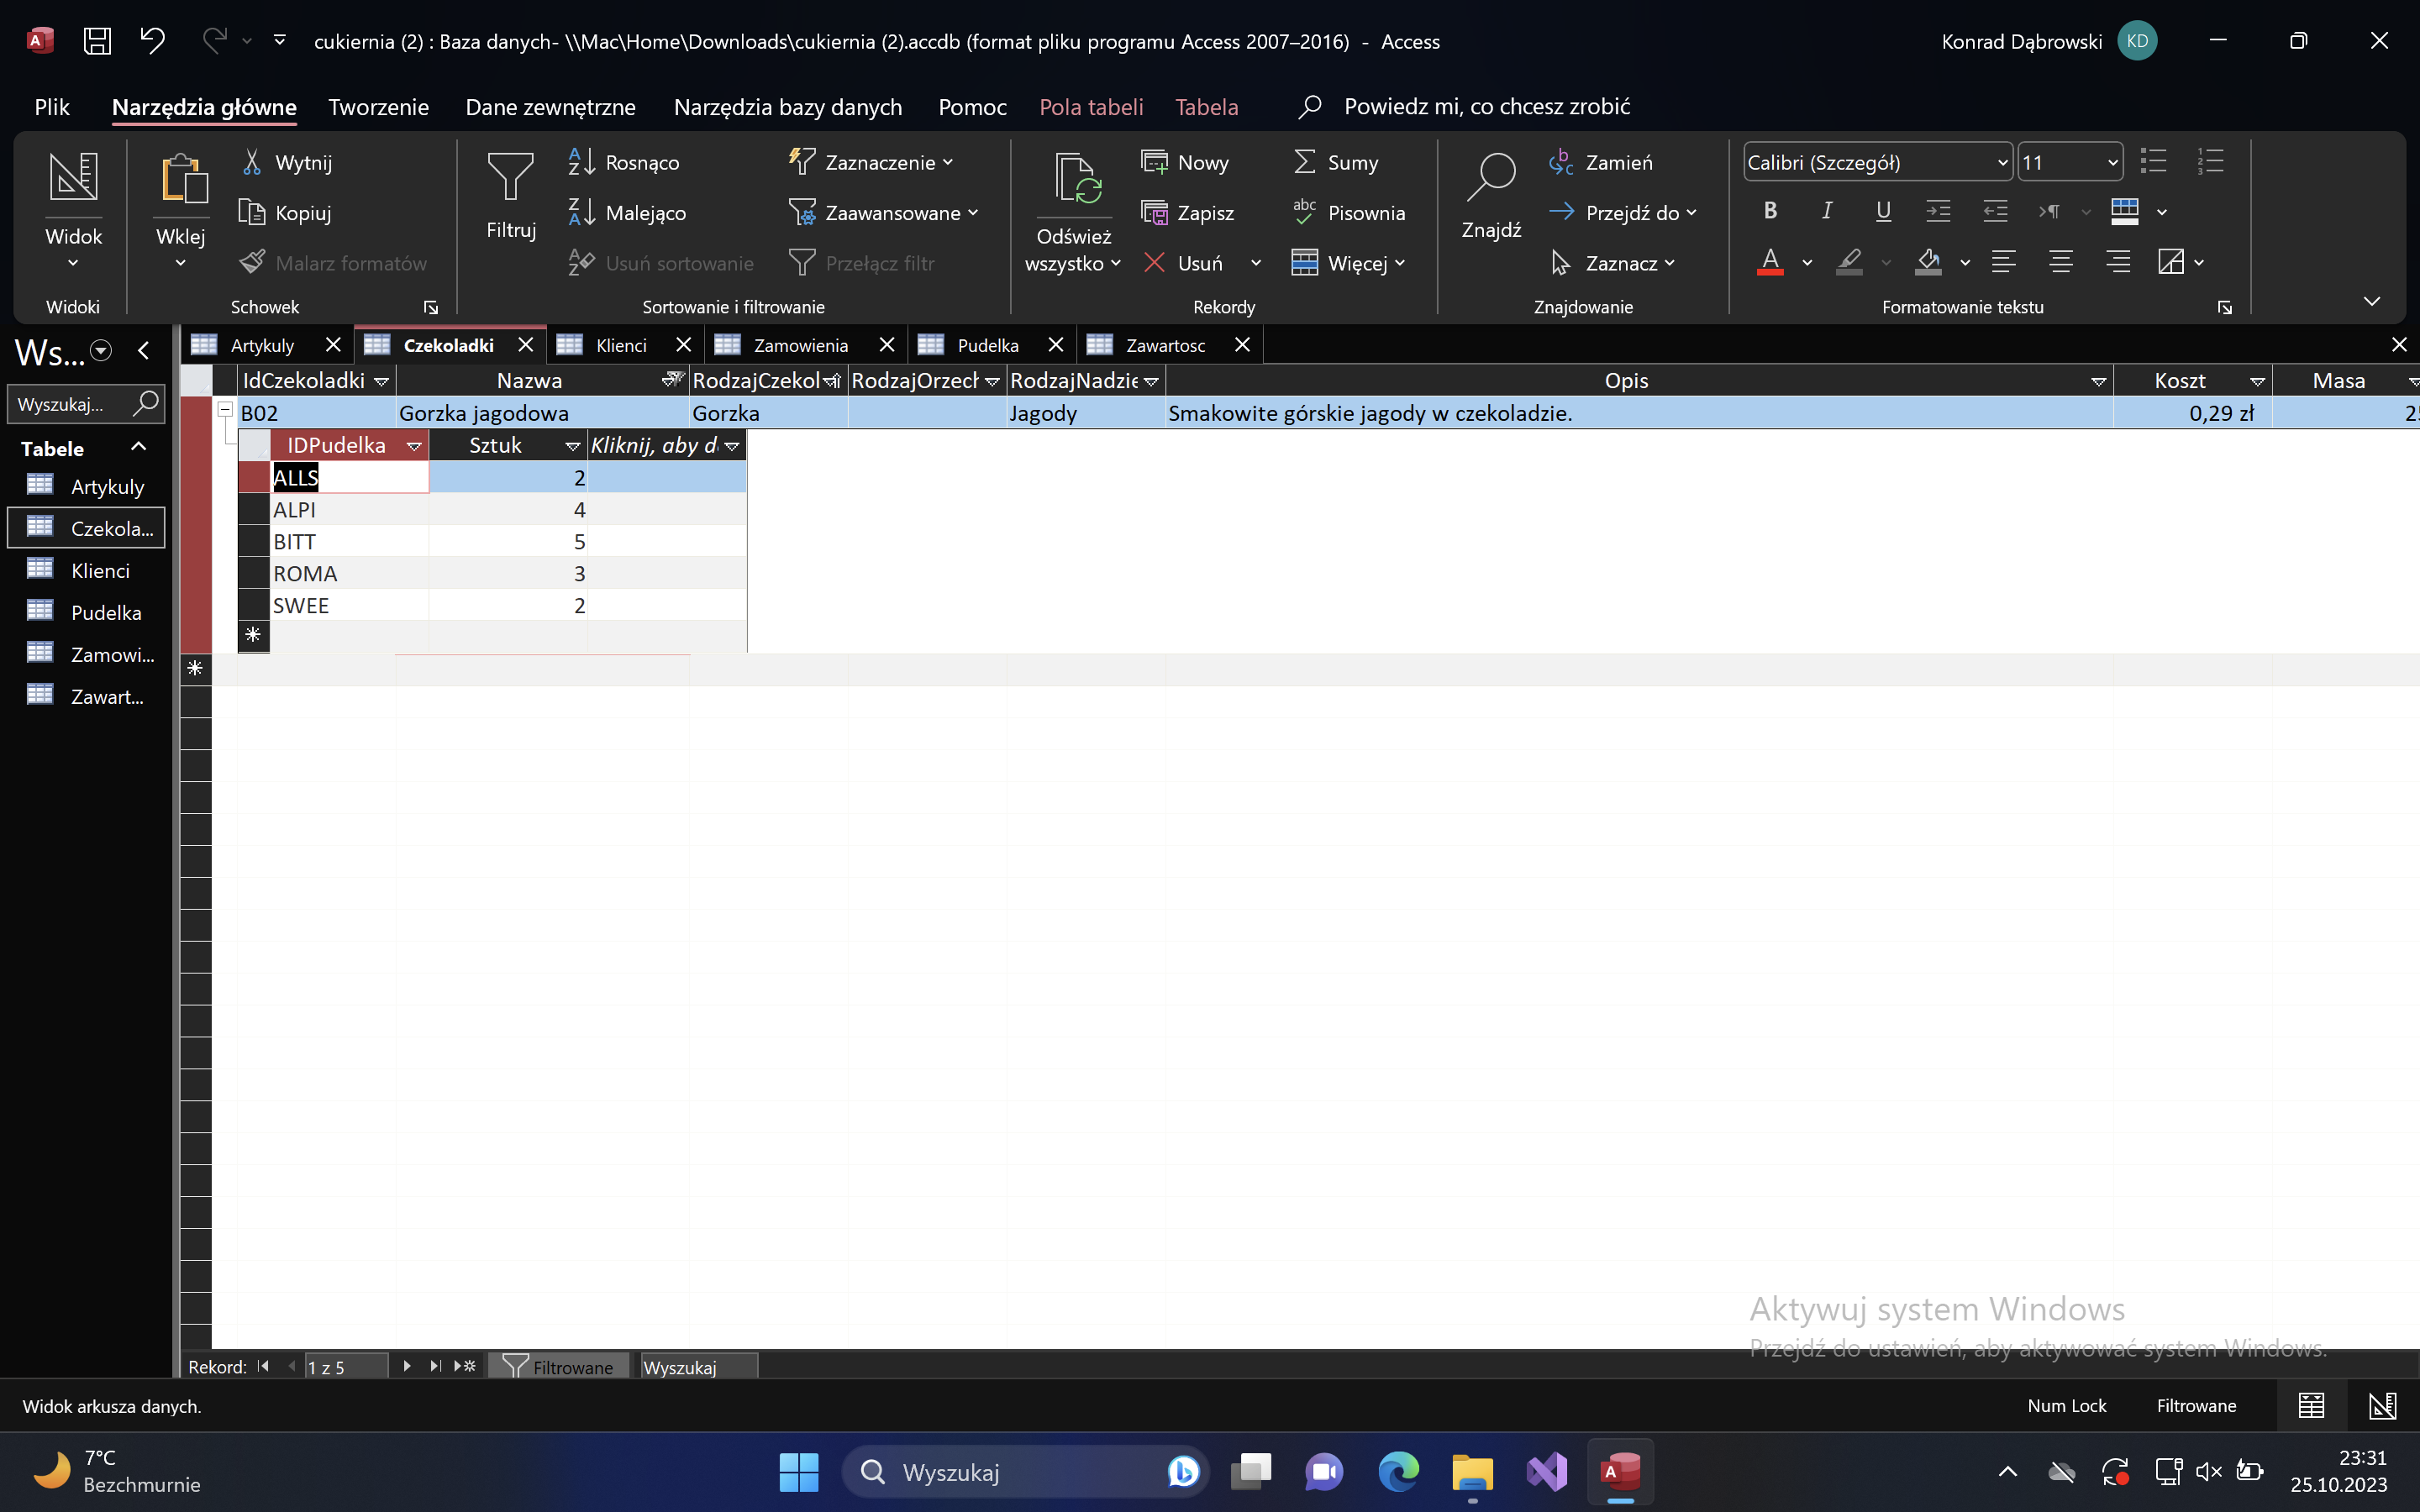 cukiernia (2) : Baza danych- \\Mac\Home\Downloads\cukiernia (2).accdb (format pliku programu Access 2007–2016) - Access
Konrad Dąbrowski KD
Plik Narzędzia główne Tworzenie Dane zewnętrzne Narzędzia bazy danych Pomoc Pola tabeli Tabela Powiedz mi, co chcesz zrobić
Widok
Widoki
Wklej
Wytnij
Kopiuj
Malarz formatów
Schowek
Filtruj
Rosnąco
Malejąco
Usuń sortowanie
Zaznaczenie
Zaawansowane
Przełącz filtr
Sortowanie i filtrowanie
Odśwież
wszystko
Nowy
Zapisz
Usuń
Sumy
Pisownia
Więcej
Rekordy
Znajdź
Zamień
Przejdź do
Zaznacz
Znajdowanie
Calibri (Szczegół) 11
B I U
A
Formatowanie tekstu
Ws...
Wyszukaj...
Tabele
Artykuly
Czekola...
Klienci
Pudelka
Zamowi...
Zawart...
Artykuly Czekoladki Klienci Zamowienia Pudelka Zawartosc
IdCzekoladki Nazwa RodzajCzekol RodzajOrzech RodzajNadzie Opis Koszt Masa
B02 Gorzka jagodowa Gorzka Jagody Smakowite górskie jagody w czekoladzie. 0,29 zł 25
IDPudelka Sztuk Kliknij, aby d
ALLS 2
ALPI 4
BITT 5
ROMA 3
SWEE 2
Aktywuj system Windows
Przejdź do ustawień, aby aktywować system Windows.
Rekord: 1 z 5 Filtrowane Wyszukaj
Widok arkusza danych.
Num Lock Filtrowane
7°C
Bezchmurnie
Wyszukaj
23:31
25.10.2023